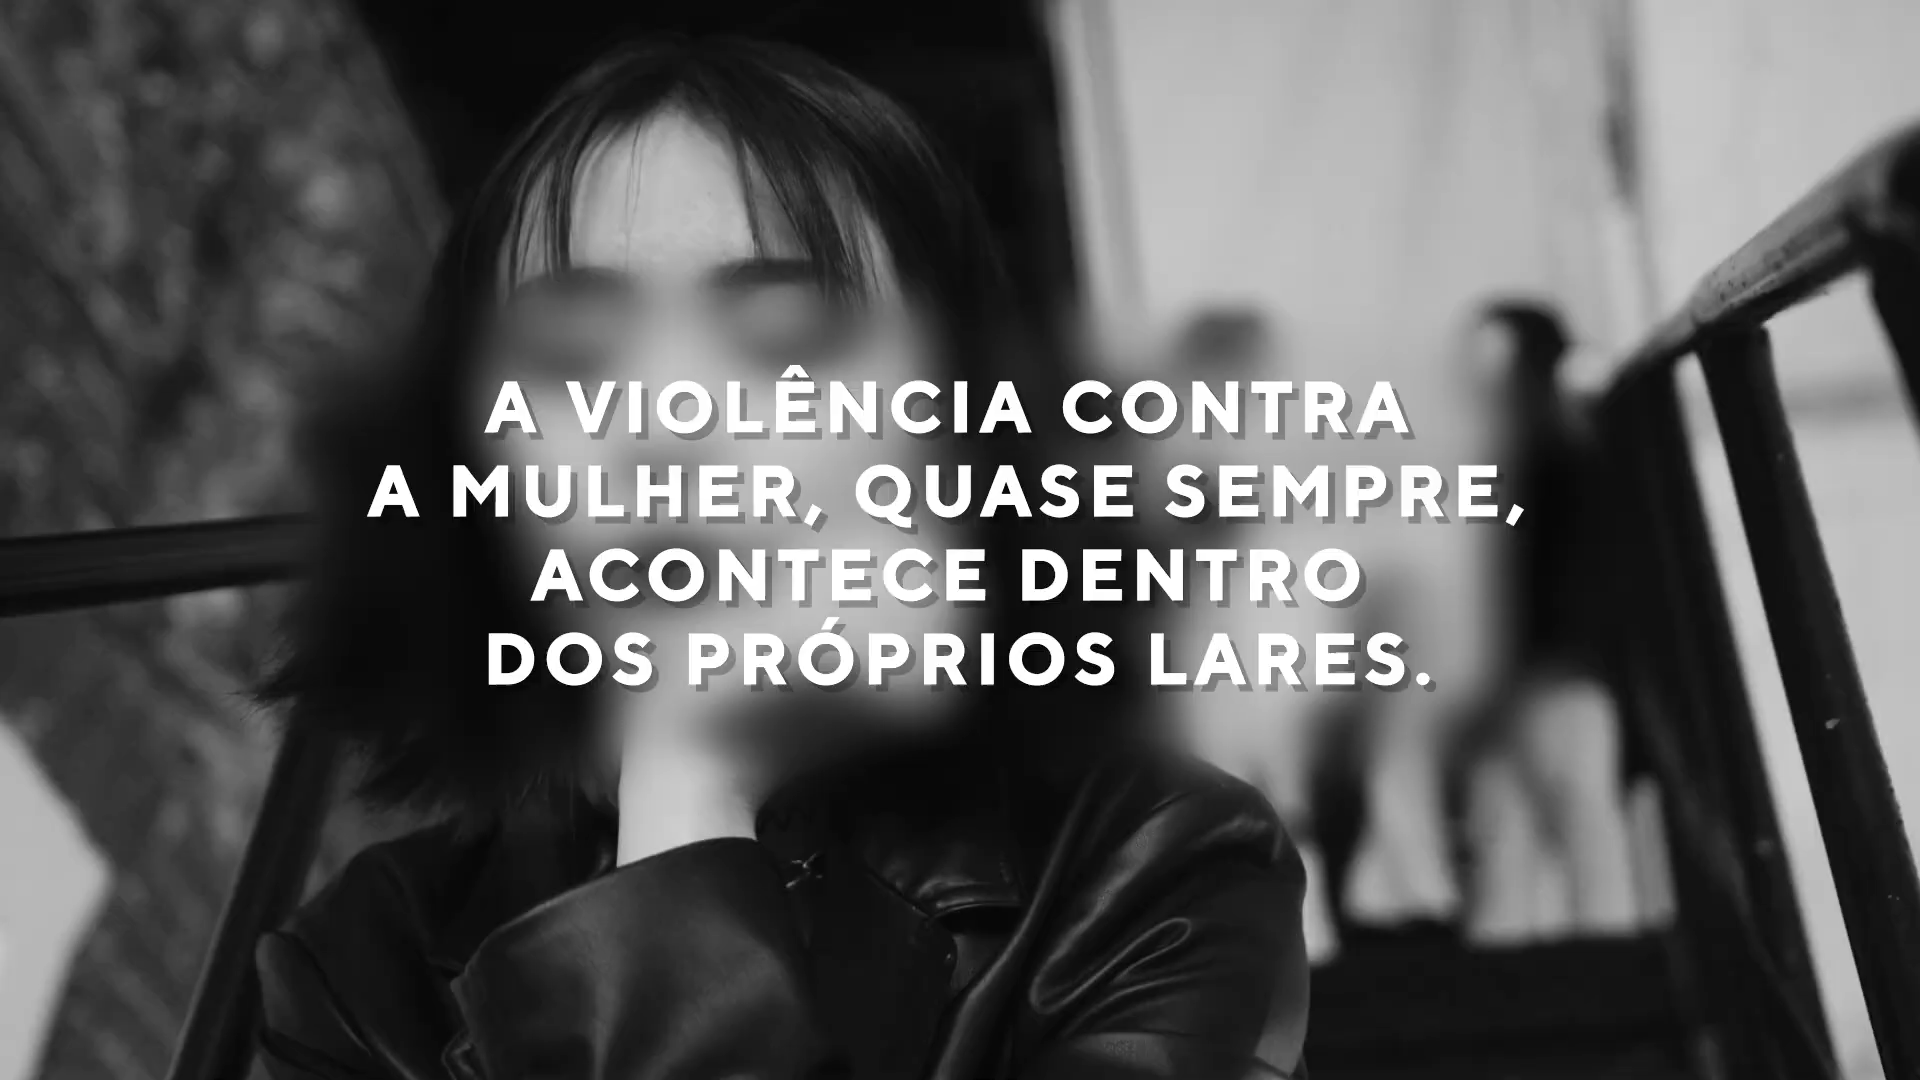 A VIOLÊNCIA CONTRA
A MULHER, QUASE SEMPRE,
ACONTECE DENTRO
DOS PRÓPRIOS LARES.